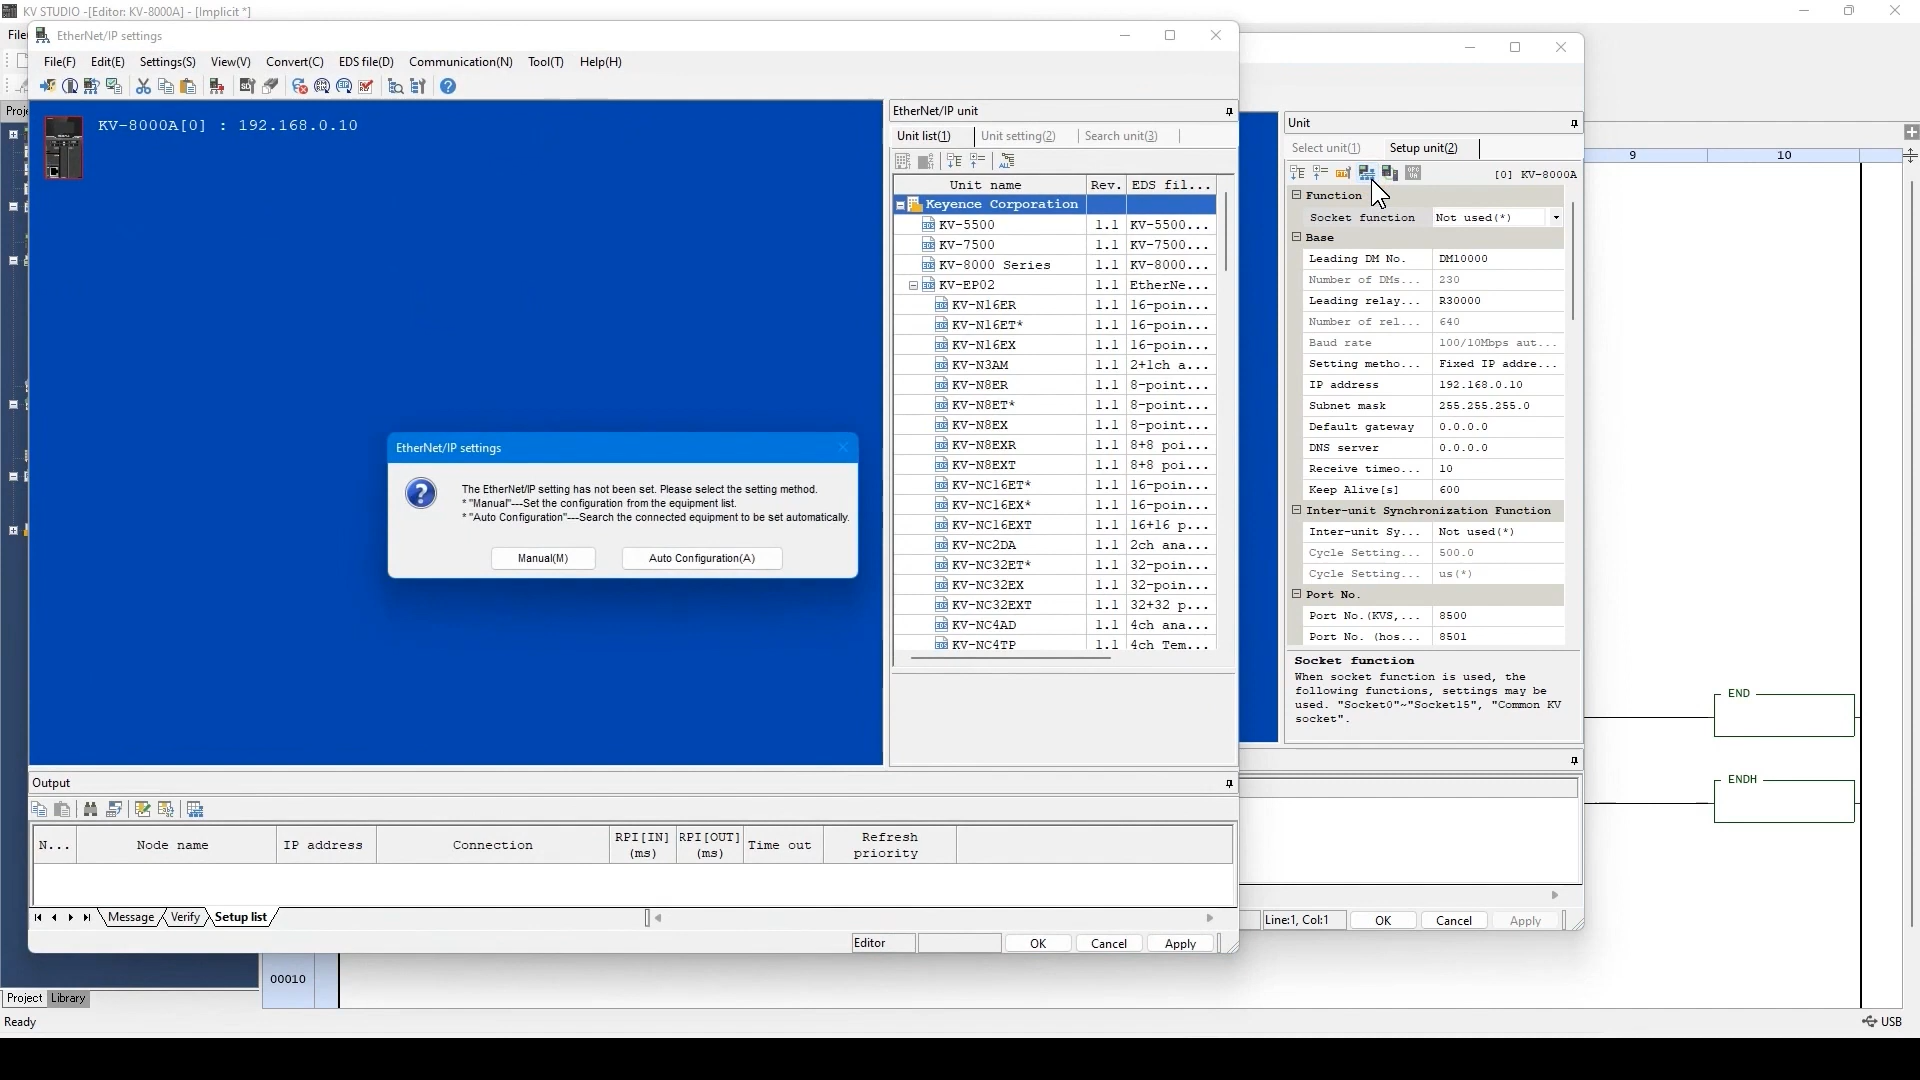 KV STUDIO -[Editor: KV-8000A] - [Implicit *]
EtherNet/IP settings
File(F) Edit(E) Settings(S) View(V) Convert(C) EDS file(D) Communication(N) Tool(T) Help(H)
KV-8000A[0] : 192.168.0.10
EtherNet/IP unit
Unit list(1) Unit setting(2) Search unit(3)
Unit name Rev. EDS fil...
Keyence Corporation
KV-5500 1.1 KV-5500...
KV-7500 1.1 KV-7500...
KV-8000 Series 1.1 KV-8000...
KV-EP02 1.1 EtherNe...
KV-N16ER 1.1 16-poin...
KV-N16ET* 1.1 16-poin...
KV-N16EX 1.1 16-poin...
KV-N3AM 1.1 2+1ch a...
KV-N8ER 1.1 8-point...
KV-N8ET* 1.1 8-point...
KV-N8EX 1.1 8-point...
KV-N8EXR 1.1 8+8 poi...
KV-N8EXT 1.1 8+8 poi...
KV-NC16ET* 1.1 16-poin...
KV-NC16EX* 1.1 16-poin...
KV-NC16EXT 1.1 16+16 p...
KV-NC2DA 1.1 2ch ana...
KV-NC32ET* 1.1 32-poin...
KV-NC32EX 1.1 32-poin...
KV-NC32EXT 1.1 32+32 p...
KV-NC4AD 1.1 4ch ana...
KV-NC4TP 1.1 4ch Tem...
EtherNet/IP settings
The EtherNet/IP setting has not been set. Please select the setting method.
* "Manual"---Set the configuration from the equipment list.
* "Auto Configuration"---Search the connected equipment to be set automatically.
Manual(M) Auto Configuration(A)
Output
N... Node name IP address Connection RPI[IN] (ms) RPI[OUT] (ms) Time out Refresh priority
Message Verify Setup list
Editor OK Cancel Apply
Unit
Select unit(1) Setup unit(2)
[0] KV-8000A
Function
Socket function Not used(*)
Base
Leading DM No. DM10000
Number of DMs... 230
Leading relay... R30000
Number of rel... 640
Baud rate 100/10Mbps aut...
Setting metho... Fixed IP addre...
IP address 192.168.0.10
Subnet mask 255.255.255.0
Default gateway 0.0.0.0
DNS server 0.0.0.0
Receive timeo... 10
Keep Alive[s] 600
Inter-unit Synchronization Function
Inter-unit Sy... Not used(*)
Cycle Setting... 500.0
Cycle Setting... us(*)
Port No.
Port No.(KVS,... 8500
Port No. (hos... 8501
Socket function
When socket function is used, the
following functions, settings may be
used. "Socket0"~"Socket15", "Common KV
socket".
Line:1, Col:1 OK Cancel Apply
9 10
END
ENDH
00010
Project Library
Ready
USB